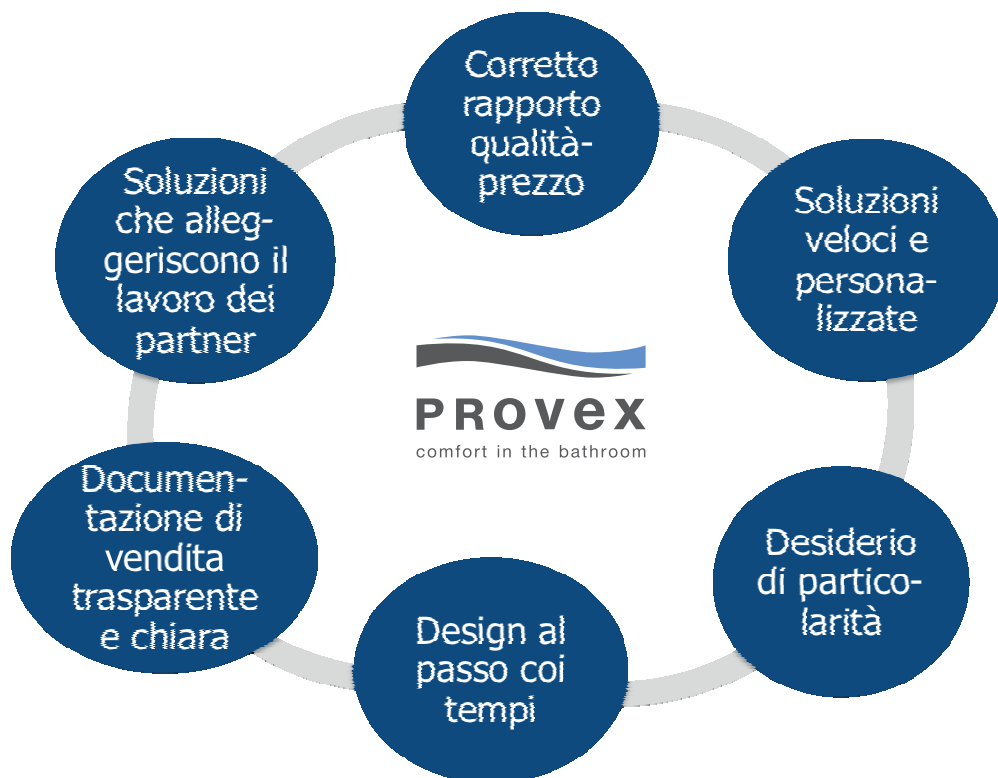 Corretto
rapporto
qualità-
prezzo
Soluzioni
veloci e
persona-
lizzate
Desiderio
di partico-
larità
Design al
passo coi
tempi
Documen-
tazione di
vendita
trasparente
e chiara
Soluzioni
che alleg-
geriscono il
lavoro dei
partner
PROVex
comfort in the bathroom